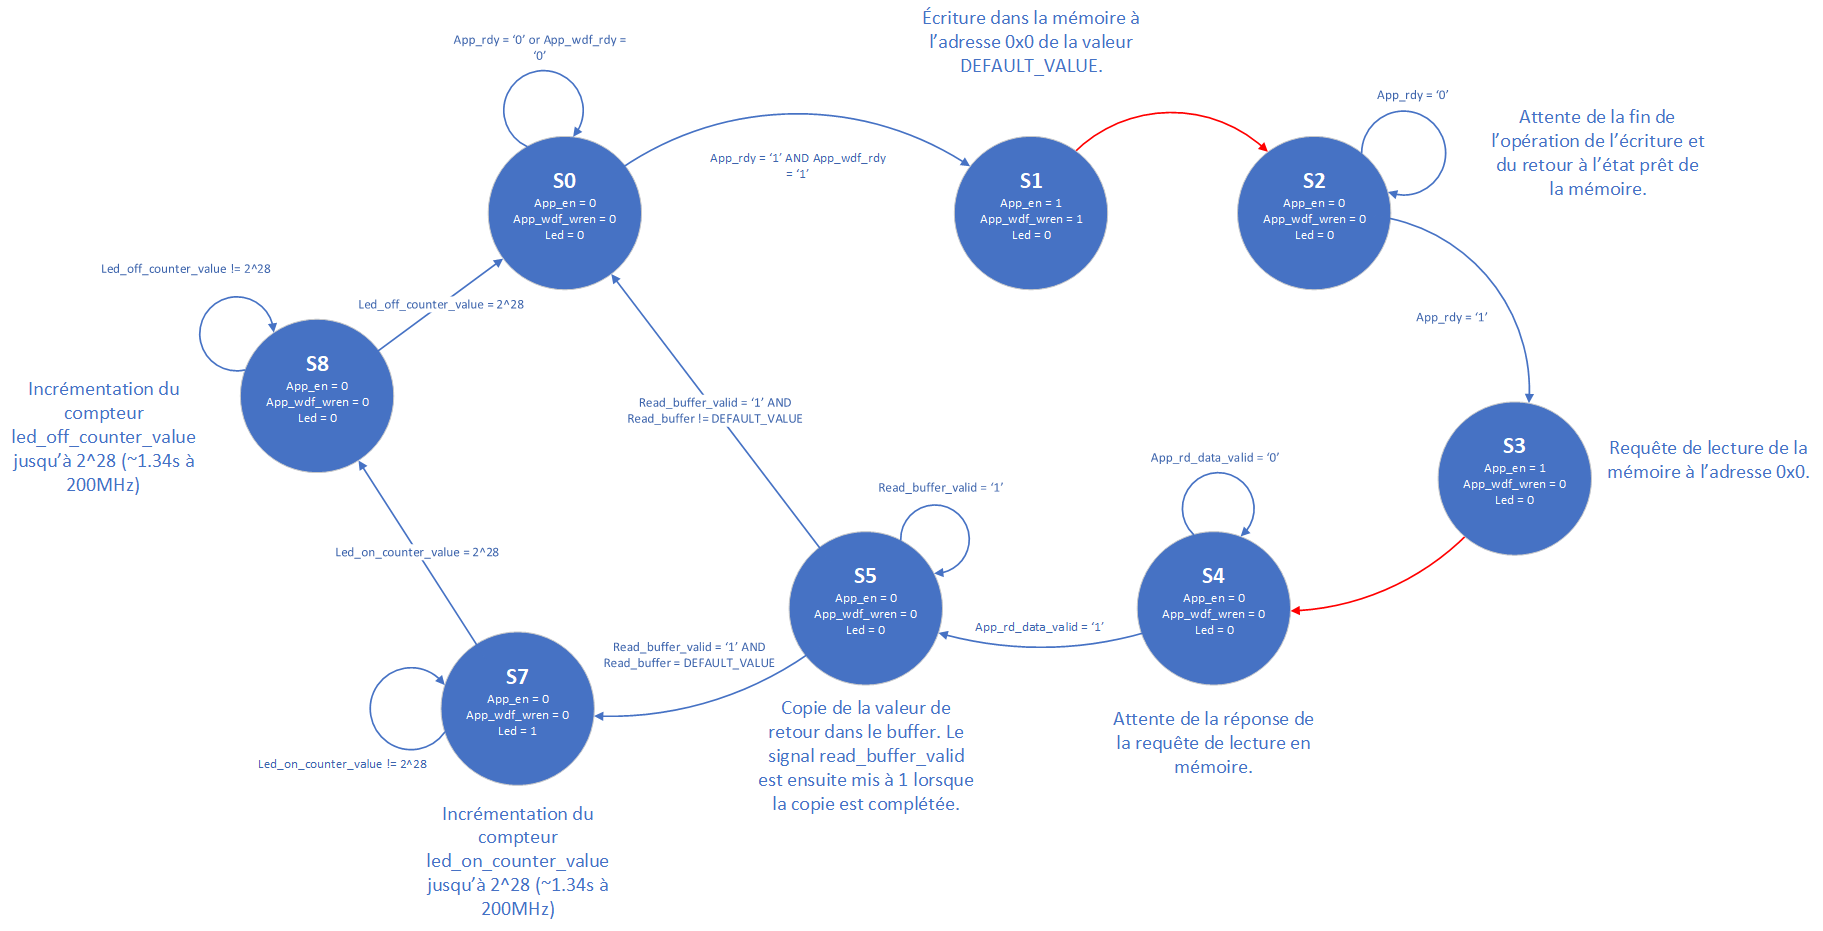 Écriture dans la mémoire à
l’adresse 0x0 de la valeur
DEFAULT_VALUE.
App_rdy = ‘0’ or App_wdf_rdy =
‘0’
App_rdy = ‘1’ AND App_wdf_rdy
= ‘1’
App_rdy = ‘0’
Attente de la fin de
l’opération de l’écriture et
du retour à l’état prêt de
la mémoire.
S0
App_en = 0
App_wdf_wren = 0
Led = 0
S1
App_en = 1
App_wdf_wren = 1
Led = 0
S2
App_en = 0
App_wdf_wren = 0
Led = 0
App_rdy = ‘1’
Led_off_counter_value != 2^28
Led_off_counter_value = 2^28
S8
App_en = 0
App_wdf_wren = 0
Led = 0
Incrémentation du
compteur
led_off_counter_value
jusqu’à 2^28 (~1.34s à
200MHz)
Read_buffer_valid = ‘1’ AND
Read_buffer != DEFAULT_VALUE
S3
App_en = 1
App_wdf_wren = 0
Led = 0
Requête de lecture de la
mémoire à l’adresse 0x0.
App_rd_data_valid = ‘0’
Read_buffer_valid = ‘1’
Led_on_counter_value = 2^28
S5
App_en = 0
App_wdf_wren = 0
Led = 0
S4
App_en = 0
App_wdf_wren = 0
Led = 0
App_rd_data_valid = ‘1’
Read_buffer_valid = ‘1’ AND
Read_buffer = DEFAULT_VALUE
S7
App_en = 0
App_wdf_wren = 0
Led = 1
Led_on_counter_value != 2^28
Copie de la valeur de
retour dans le buffer. Le
signal read_buffer_valid
est ensuite mis à 1 lorsque
la copie est complétée.
Attente de la réponse de
la requête de lecture en
mémoire.
Incrémentation du
compteur
led_on_counter_value
jusqu’à 2^28 (~1.34s à
200MHz)